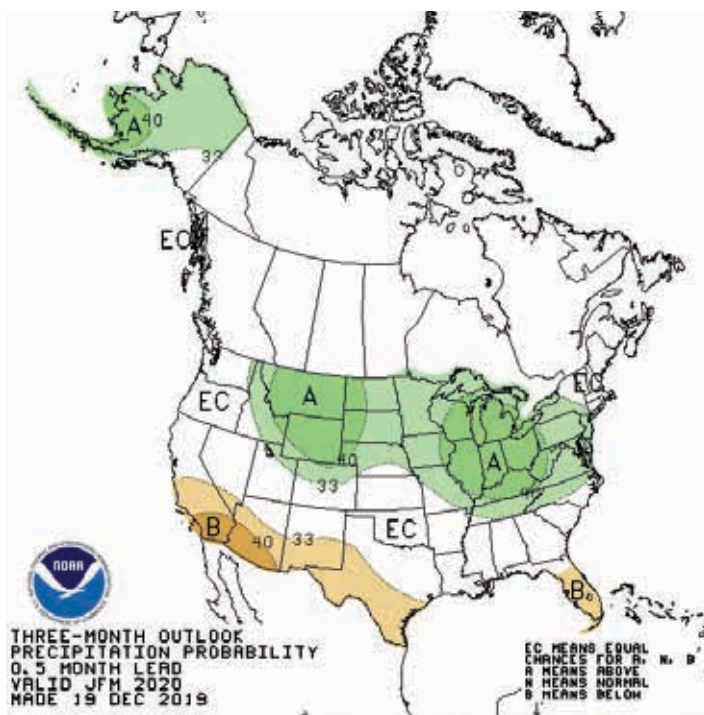 A 40
33
EC
EC
A
EC
40
33
A
EC
B
40
33
B
NOAA
THREE-MONTH OUTLOOK
PRECIPITATION PROBABILITY
0.5 MONTH LEAD
VALID JFM 2020
MADE 19 DEC 2019
EC MEANS EQUAL
CHANCES FOR A, N, B
A MEANS ABOVE
N MEANS NORMAL
B MEANS BELOW